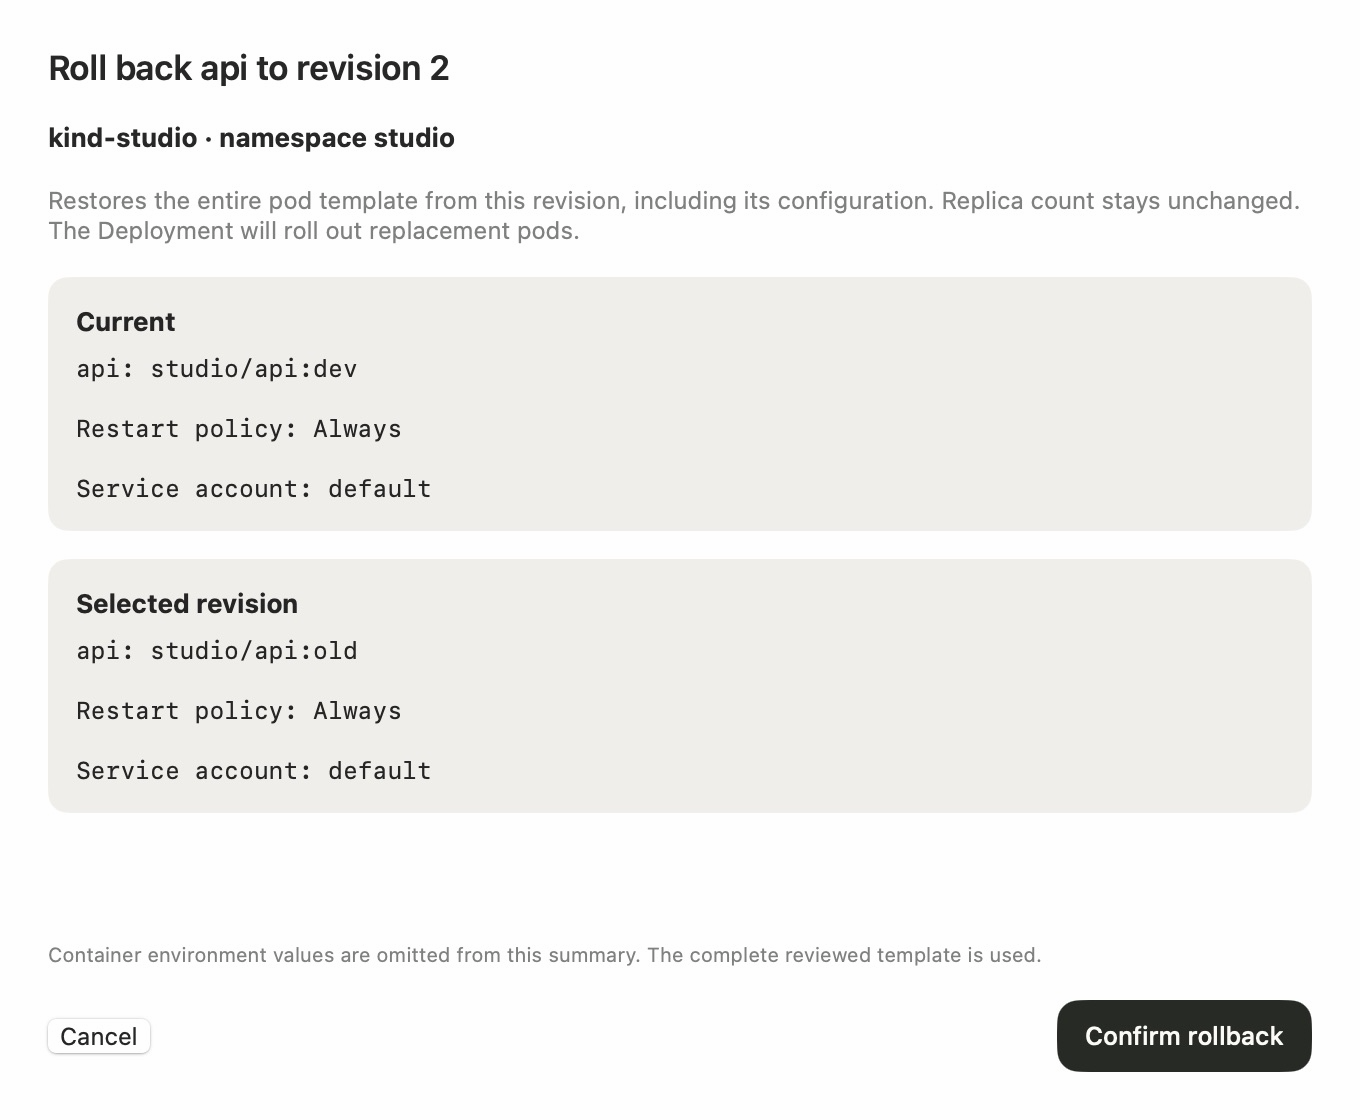 Roll back api to revision 2
kind-studio · namespace studio
Restores the entire pod template from this revision, including its configuration. Replica count stays unchanged.
The Deployment will roll out replacement pods.
Current
api: studio/api:dev
Restart policy: Always
Service account: default
Selected revision
api: studio/api:old
Restart policy: Always
Service account: default
Container environment values are omitted from this summary. The complete reviewed template is used.
Cancel
Confirm rollback